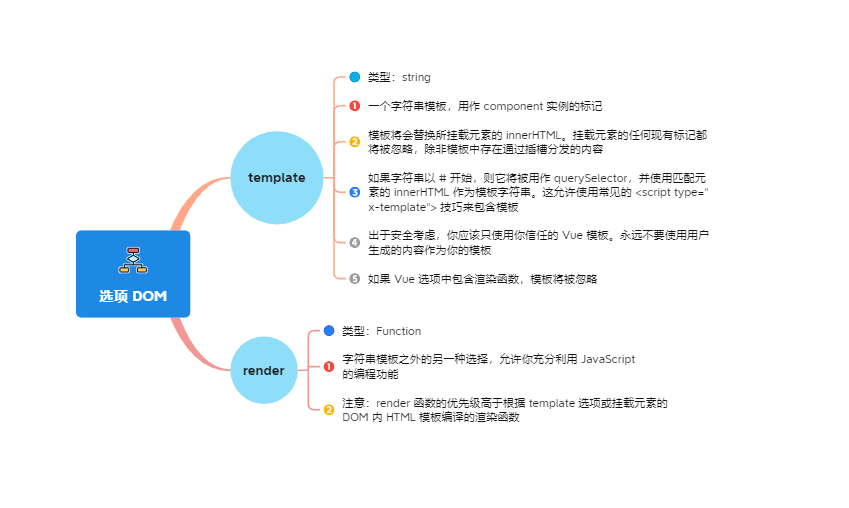 选项 DOM
template
类型：string
1 一个字符串模板，用作 component 实例的标记
2 模板将会替换所挂载元素的 innerHTML。挂载元素的任何现有标记都
将被忽略，除非模板中存在通过插槽分发的内容
3 如果字符串以 # 开始，则它将被用作 querySelector，并使用匹配元
素的 innerHTML 作为模板字符串。这允许使用常见的 <script type="
x-template"> 技巧来包含模板
4 出于安全考虑，你应该只使用你信任的 Vue 模板。永远不要使用用户
生成的内容作为你的模板
5 如果 Vue 选项中包含渲染函数，模板将被忽略
render
类型：Function
1 字符串模板之外的另一种选择，允许你充分利用 JavaScript
的编程功能
2 注意：render 函数的优先级高于根据 template 选项或挂载元素的
DOM 内 HTML 模板编译的渲染函数